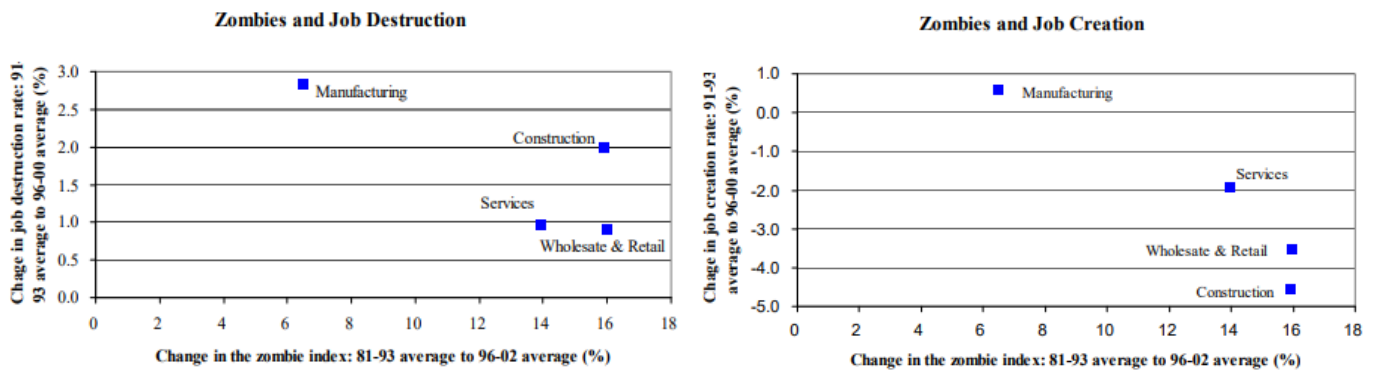 Zombies and Job Destruction
Chage in job destruction rate: 91-
93 average to 96-00 average (%)
3.0
2.5
2.0
1.5
1.0
0.5
0.0
Manufacturing
Construction
Services
Wholesate & Retail
0 2 4 6 8 10 12 14 16 18
Change in the zombie index: 81-93 average to 96-02 average (%)
Zombies and Job Creation
Chage in job creation rate: 91-93
average to 96-00 average (%)
1.0
0.0
-1.0
-2.0
-3.0
-4.0
-5.0
Manufacturing
Services
Wholesate & Retail
Construction
0 2 4 6 8 10 12 14 16 18
Change in the zombie index: 81-93 average to 96-02 average (%)